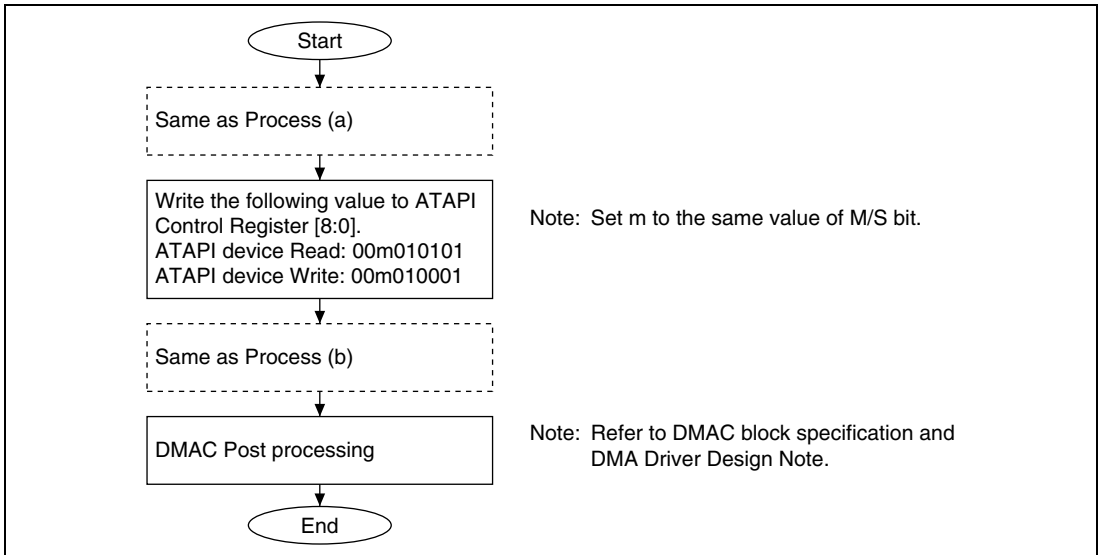 Start
Same as Process (a)
Write the following value to ATAPI
Control Register [8:0].
ATAPI device Read: 00m010101
ATAPI device Write: 00m010001
Note: Set m to the same value of M/S bit.
Same as Process (b)
DMAC Post processing
Note: Refer to DMAC block specification and
DMA Driver Design Note.
End